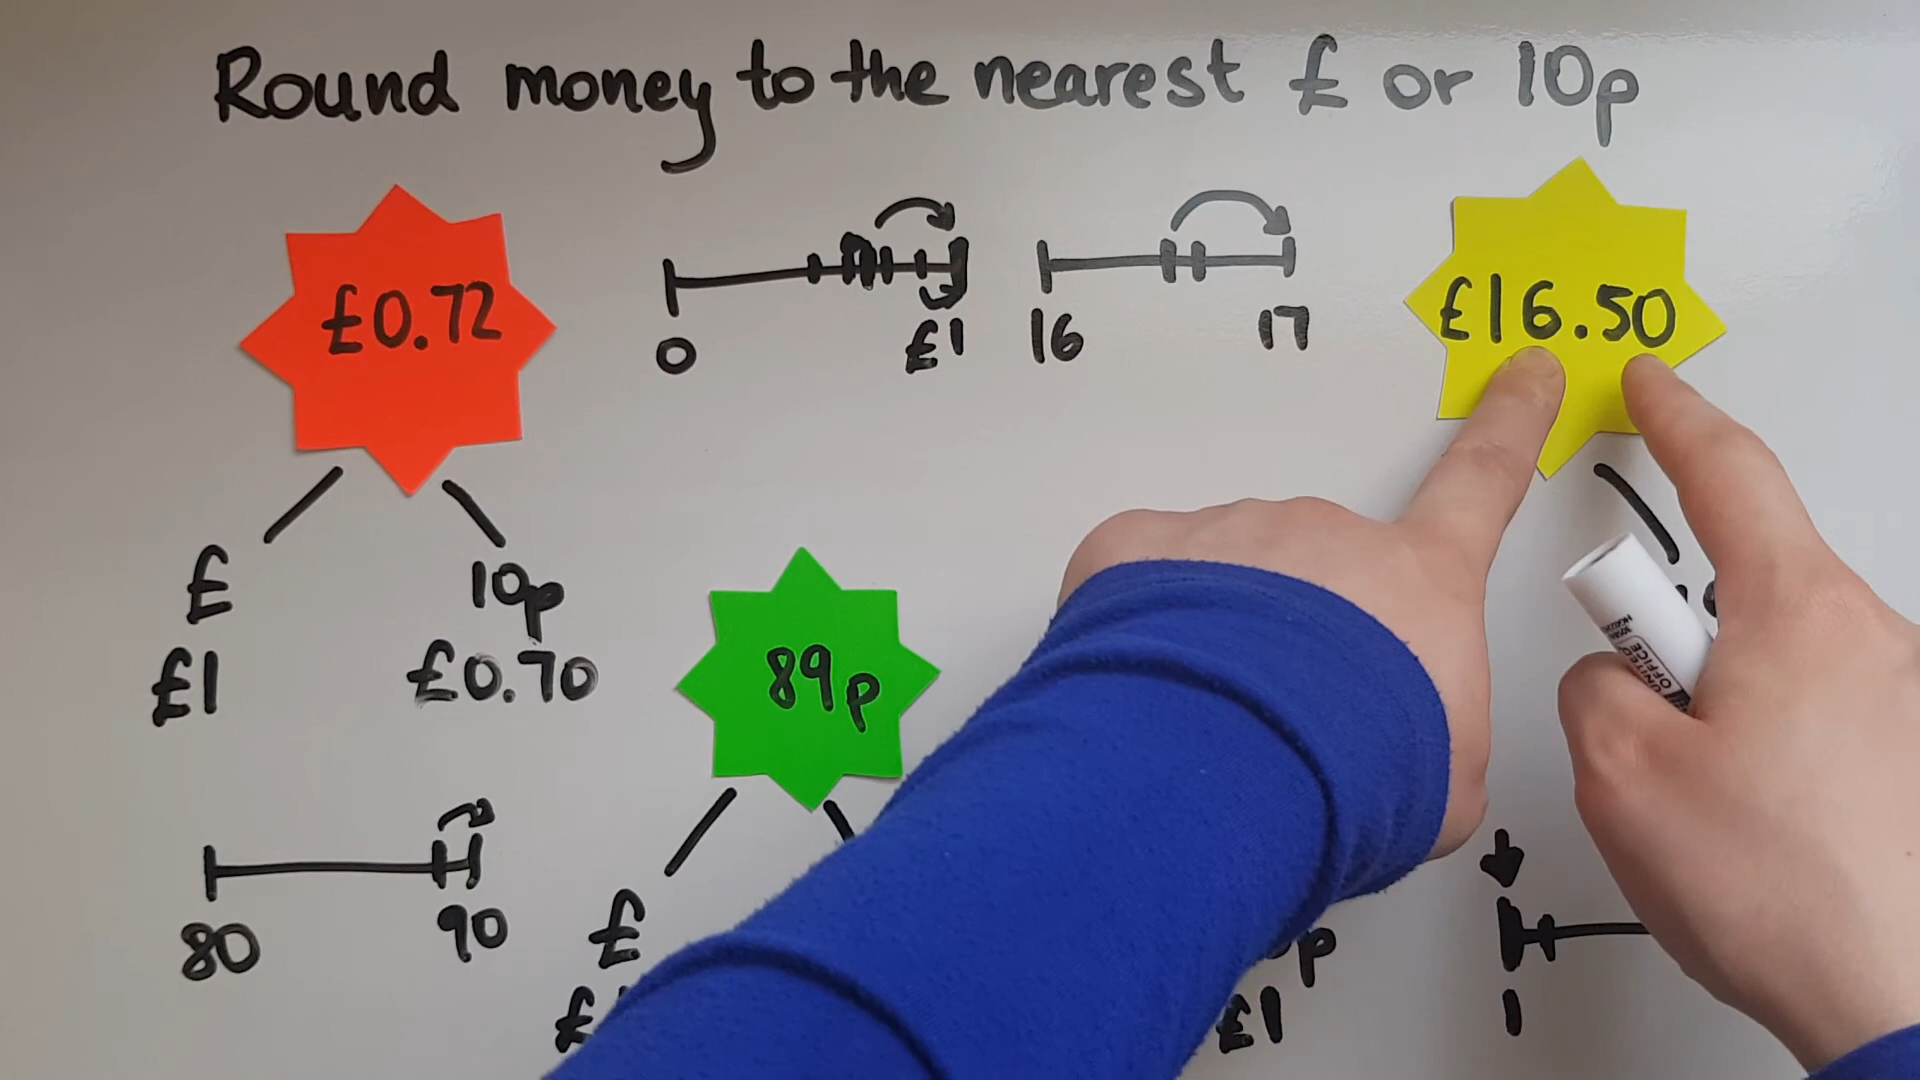 Round money to the nearest £ or 10p
£0.72
0
£1
16
17
£16.50
£
10p
£1
£0.70
89p
80
90
£
p
£1
1
OFFICE